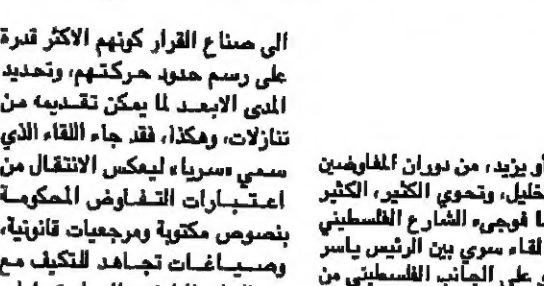 الى صناع القرار كونهم الاكثر قدرة
على رسم حدود حركتهم، وتحديد
المدى الابعد لما يمكن تقديمه من
تنازلات، وهكذا، فقد جاء اللقاء الذي
سمي «سريا» ليعكس الانتقال من
اعتبارات التفاوض المحكومة
بنصوص مكتوبة ومرجعيات قانونية،
وصياغات تجاهد للتكيف مع
أو يزيد، من دوران المفاوضين
خليل، وتحوي الكثير، الكثير
ما فوجىء الشارع الفلسطيني
لقاء سري بين الرئيس ياسر
على الجانب الفلسطيني من